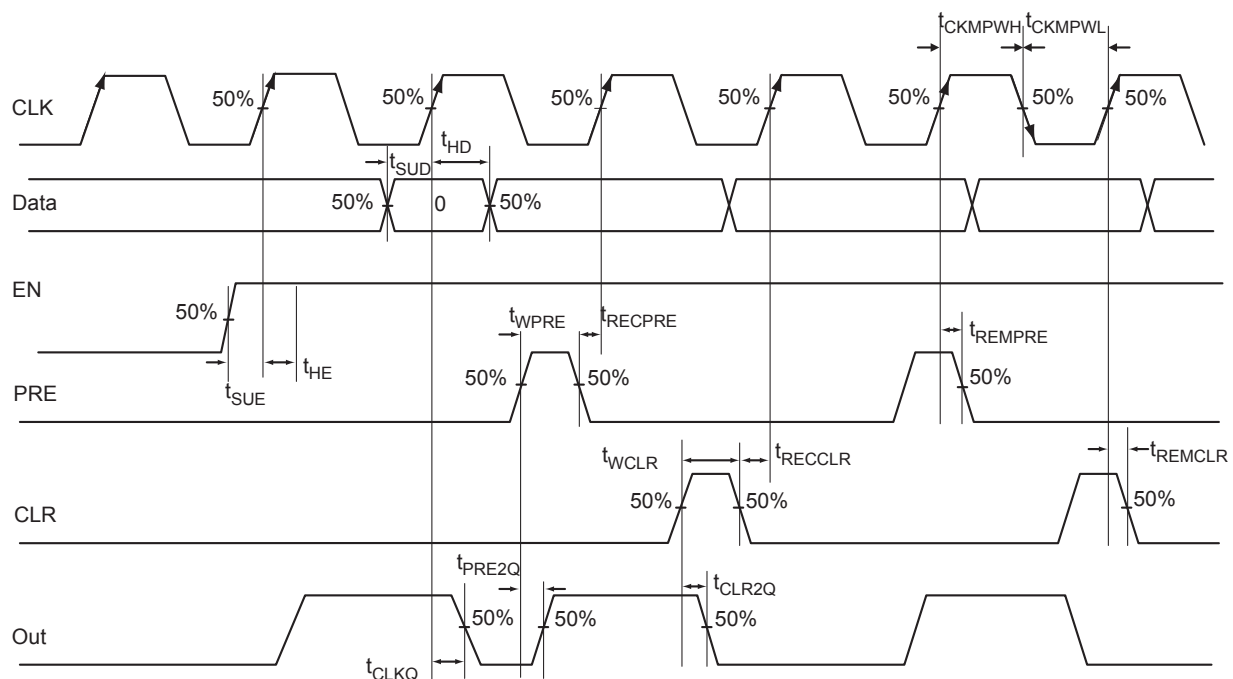 tCKMPWH tCKMPWL
CLK
50%
50%
50%
50%
50%
50%
50%
tSUD
tHD
Data
50%
0
50%
EN
50%
tSUE
tHE
tWPRE
tRECPRE
tREMPRE
PRE
50%
50%
50%
tWCLR
tRECCLR
tREMCLR
CLR
50%
50%
50%
tPRE2Q
tCLR2Q
Out
50%
50%
50%
tCLKQ